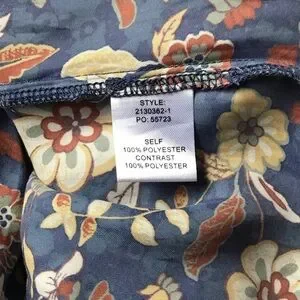 STYLE:
2130362-1
PO: 55723
SELF
100% POLYESTER
CONTRAST
100% POLYESTER